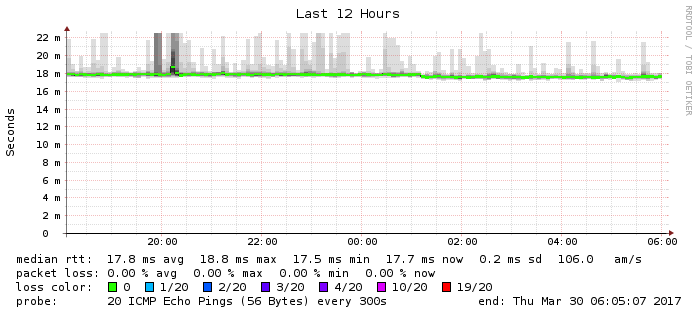 Last 12 Hours
RRDTOOL / TOBI OETIKER
Seconds
22 m
20 m
18 m
16 m
14 m
12 m
10 m
8 m
6 m
4 m
2 m
0
20:00 22:00 00:00 02:00 04:00 06:00
median rtt: 17.8 ms avg 18.8 ms max 17.5 ms min 17.7 ms now 0.2 ms sd 106.0 am/s
packet loss: 0.00 % avg 0.00 % max 0.00 % min 0.00 % now
loss color: 0 1/20 2/20 3/20 4/20 10/20 19/20
probe: 20 ICMP Echo Pings (56 Bytes) every 300s end: Thu Mar 30 06:05:07 2017